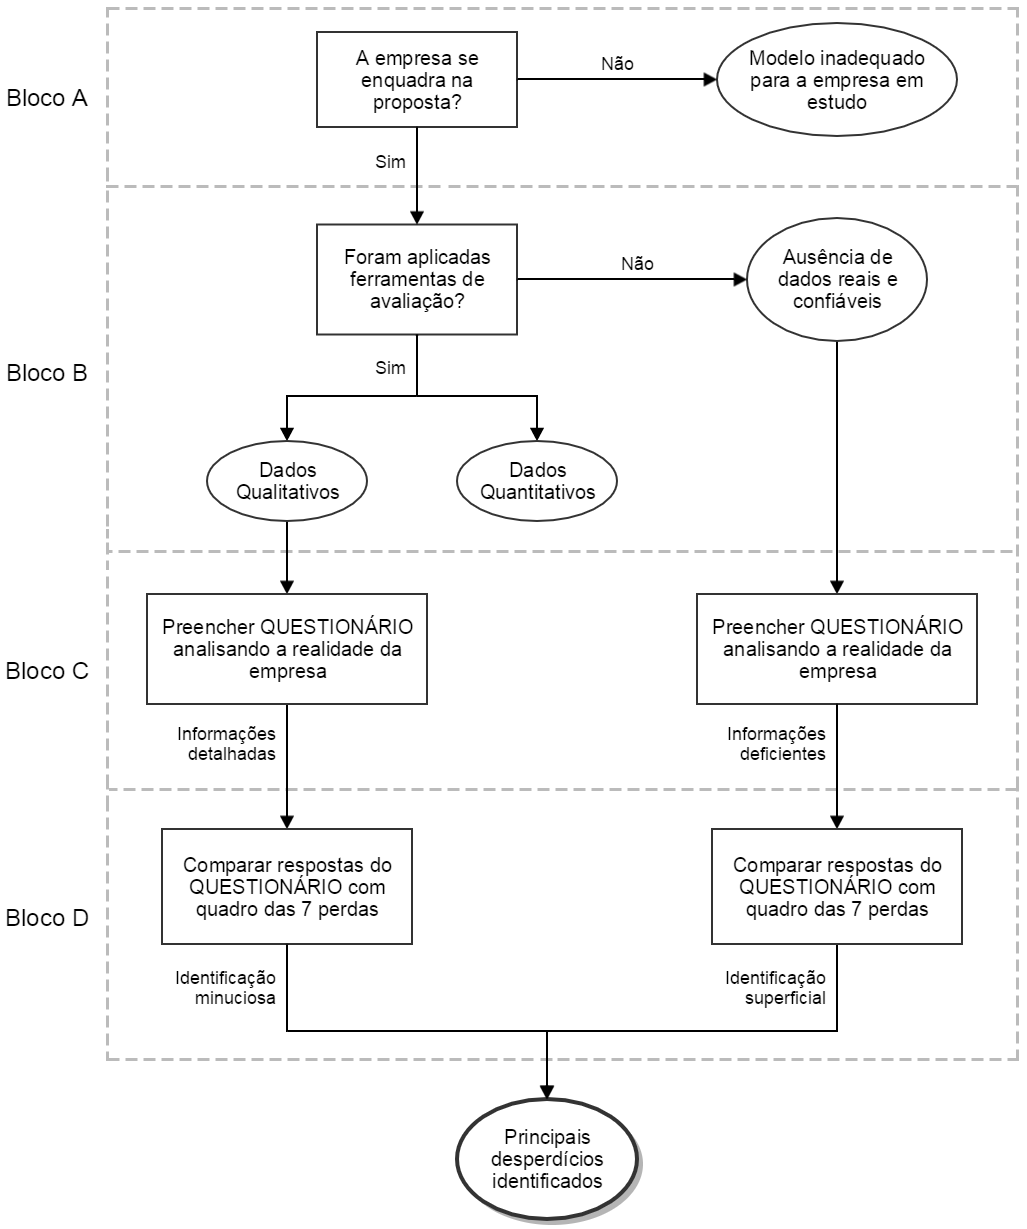 Bloco A
A empresa se
enquadra na
proposta?
Não
Modelo inadequado
para a empresa em
estudo
Sim
Bloco B
Foram aplicadas
ferramentas de
avaliação?
Não
Ausência de
dados reais e
confiáveis
Sim
Dados
Qualitativos
Dados
Quantitativos
Bloco C
Preencher QUESTIONÁRIO
analisando a realidade da
empresa
Preencher QUESTIONÁRIO
analisando a realidade da
empresa
Informações
detalhadas
Informações
deficientes
Bloco D
Comparar respostas do
QUESTIONÁRIO com
quadro das 7 perdas
Comparar respostas do
QUESTIONÁRIO com
quadro das 7 perdas
Identificação
minuciosa
Identificação
superficial
Principais
desperdícios
identificados